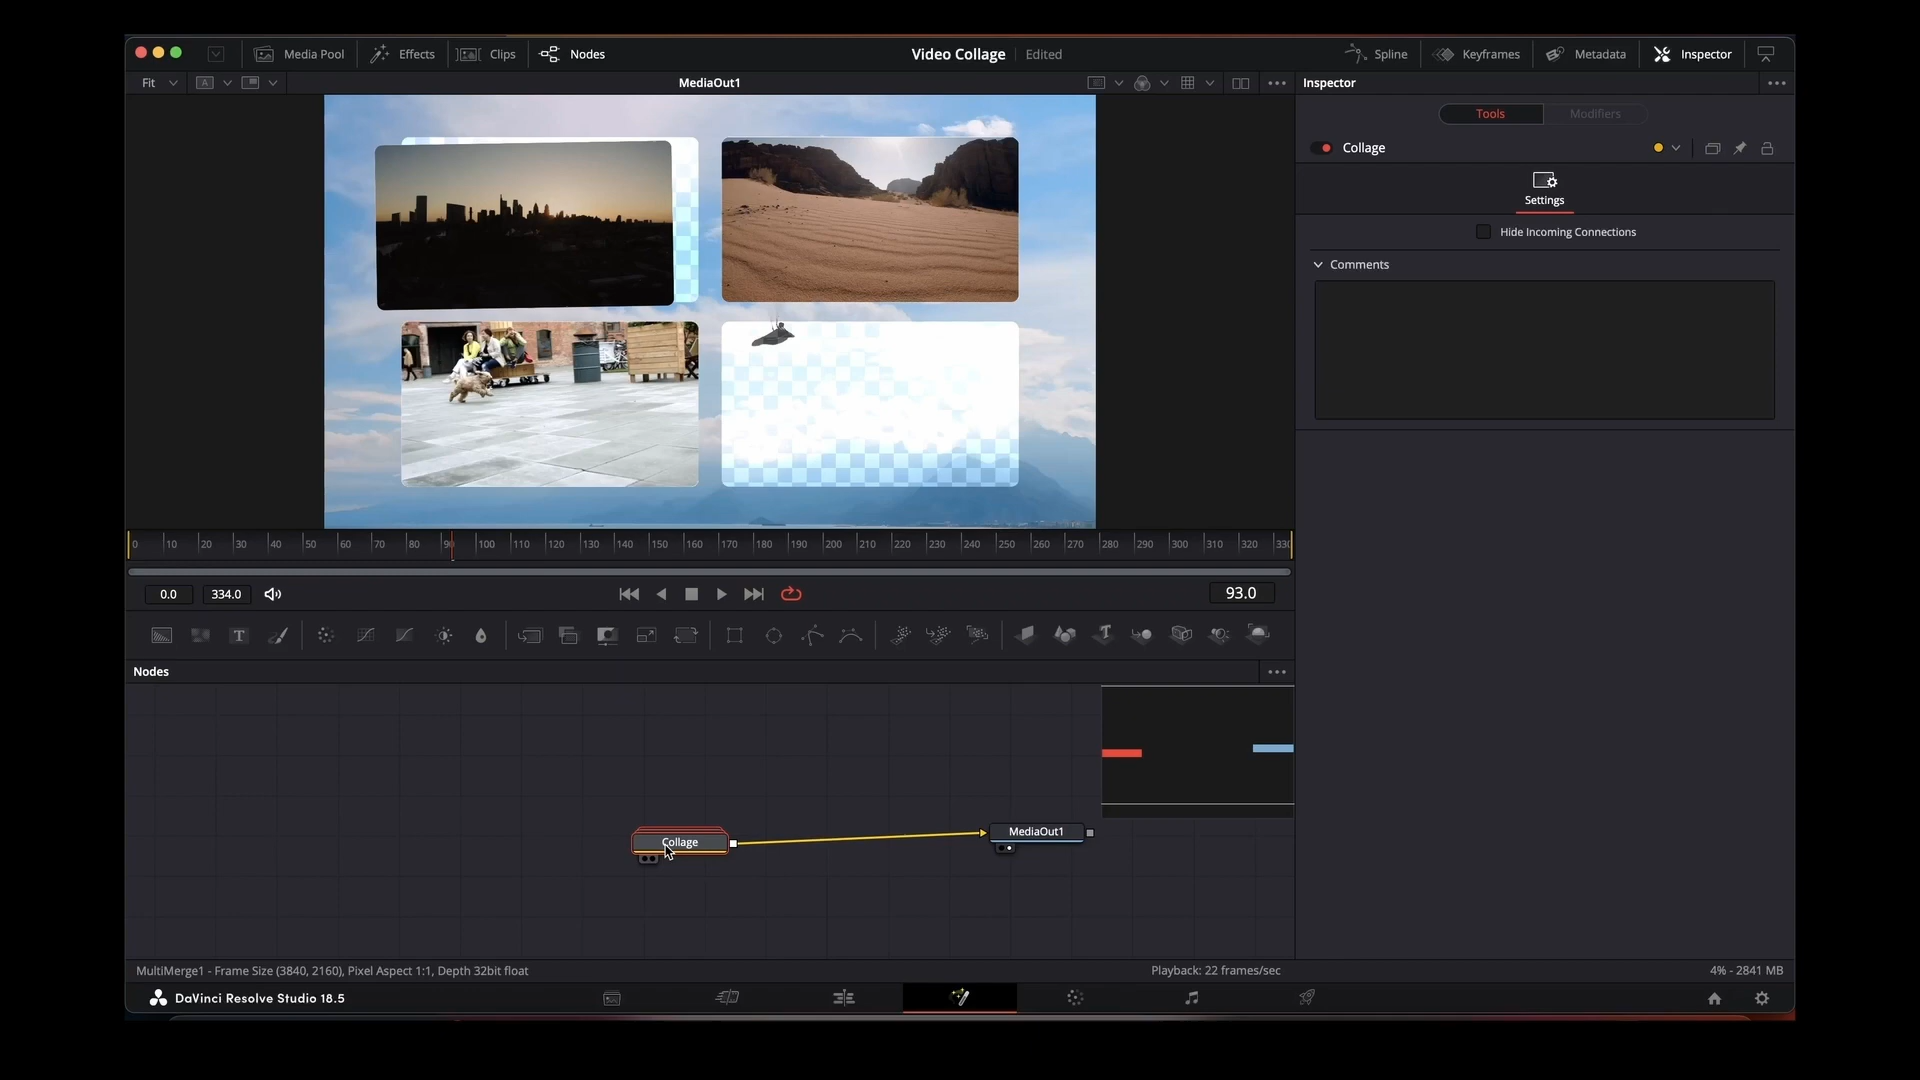 Media Pool
Effects
Clips
Nodes
Video Collage
Edited
Spline
Keyframes
Metadata
Inspector
Fit
A
MediaOut1
Inspector
Tools
Modifiers
Collage
Settings
Hide Incoming Connections
Comments
0 10 20 30 40 50 60 70 80 90 100 110 120 130 140 150 160 170 180 190 200 210 220 230 240 250 260 270 280 290 300 310 320 330
0.0
334.0
93.0
T
T
Nodes
Collage
MediaOut1
MultiMerge1 - Frame Size (3840, 2160), Pixel Aspect 1:1, Depth 32bit float
Playback: 22 frames/sec
4% - 2841 MB
DaVinci Resolve Studio 18.5